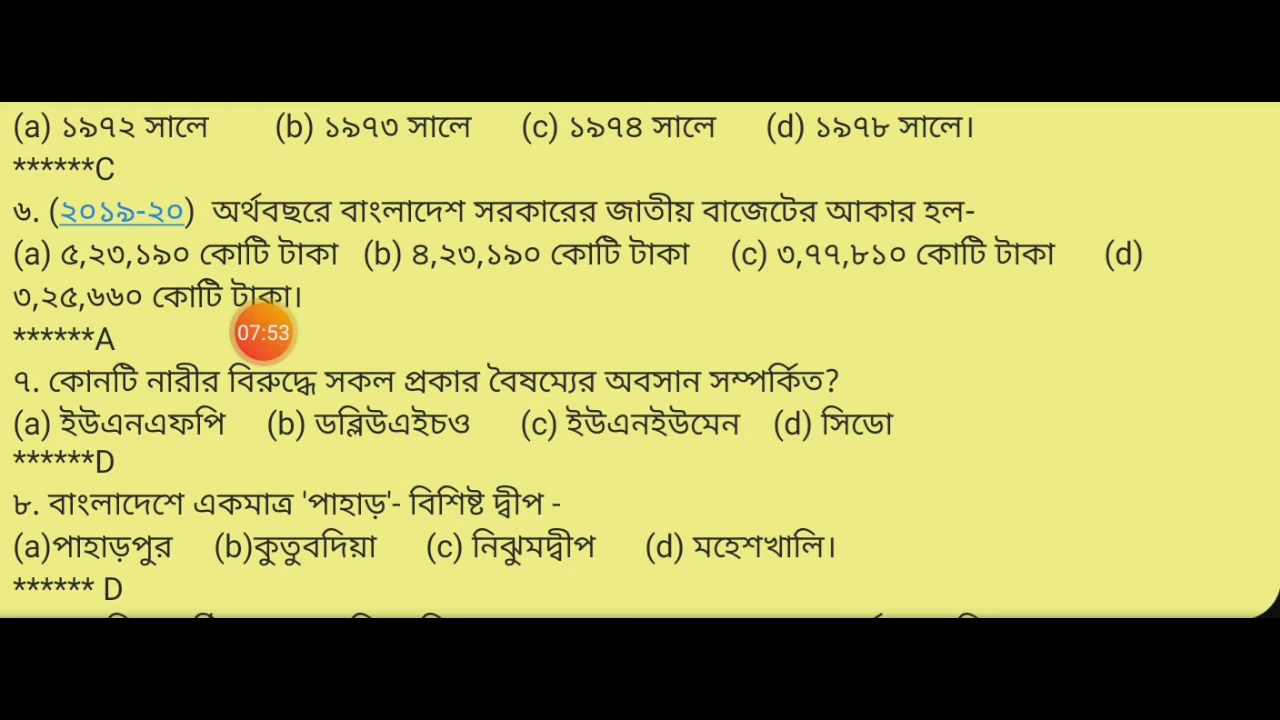 (a) ১৯৭২ সালে (b) ১৯৭৩ সালে (c) ১৯৭৪ সালে (d) ১৯৭৮ সালে।
******C
৬. (২০১৯-২০) অর্থবছরে বাংলাদেশ সরকারের জাতীয় বাজেটের আকার হল-
(a) ৫,২৩,১৯০ কোটি টাকা (b) ৪,২৩,১৯০ কোটি টাকা (c) ৩,৭৭,৮১০ কোটি টাকা (d)
৩,২৫,৬৬০ কোটি টাকা।
07:53
******A
৭. কোনটি নারীর বিরুদ্ধে সকল প্রকার বৈষম্যের অবসান সম্পর্কিত?
(a) ইউএনএফপি (b) ডব্লিউএইচও (c) ইউএনইউমেন (d) সিডো
******D
৮. বাংলাদেশে একমাত্র 'পাহাড়'- বিশিষ্ট দ্বীপ -
(a)পাহাড়পুর (b)কুতুবদিয়া (c) নিঝুমদ্বীপ (d) মহেশখালি।
****** D